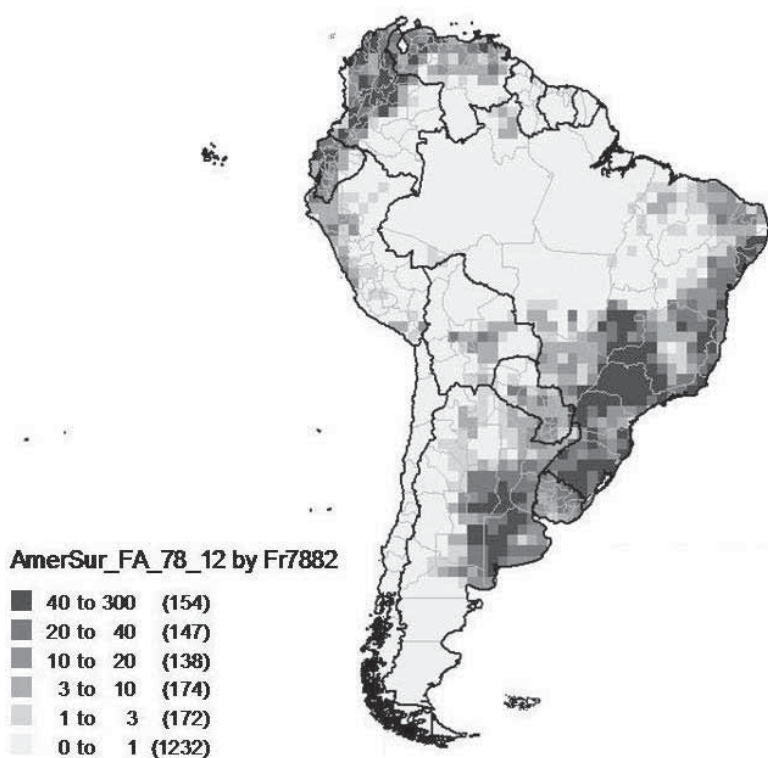 AmerSur_FA_78_12 by Fr7882
40 to 300 (154)
20 to 40 (147)
10 to 20 (138)
3 to 10 (174)
1 to 3 (172)
0 to 1 (1232)